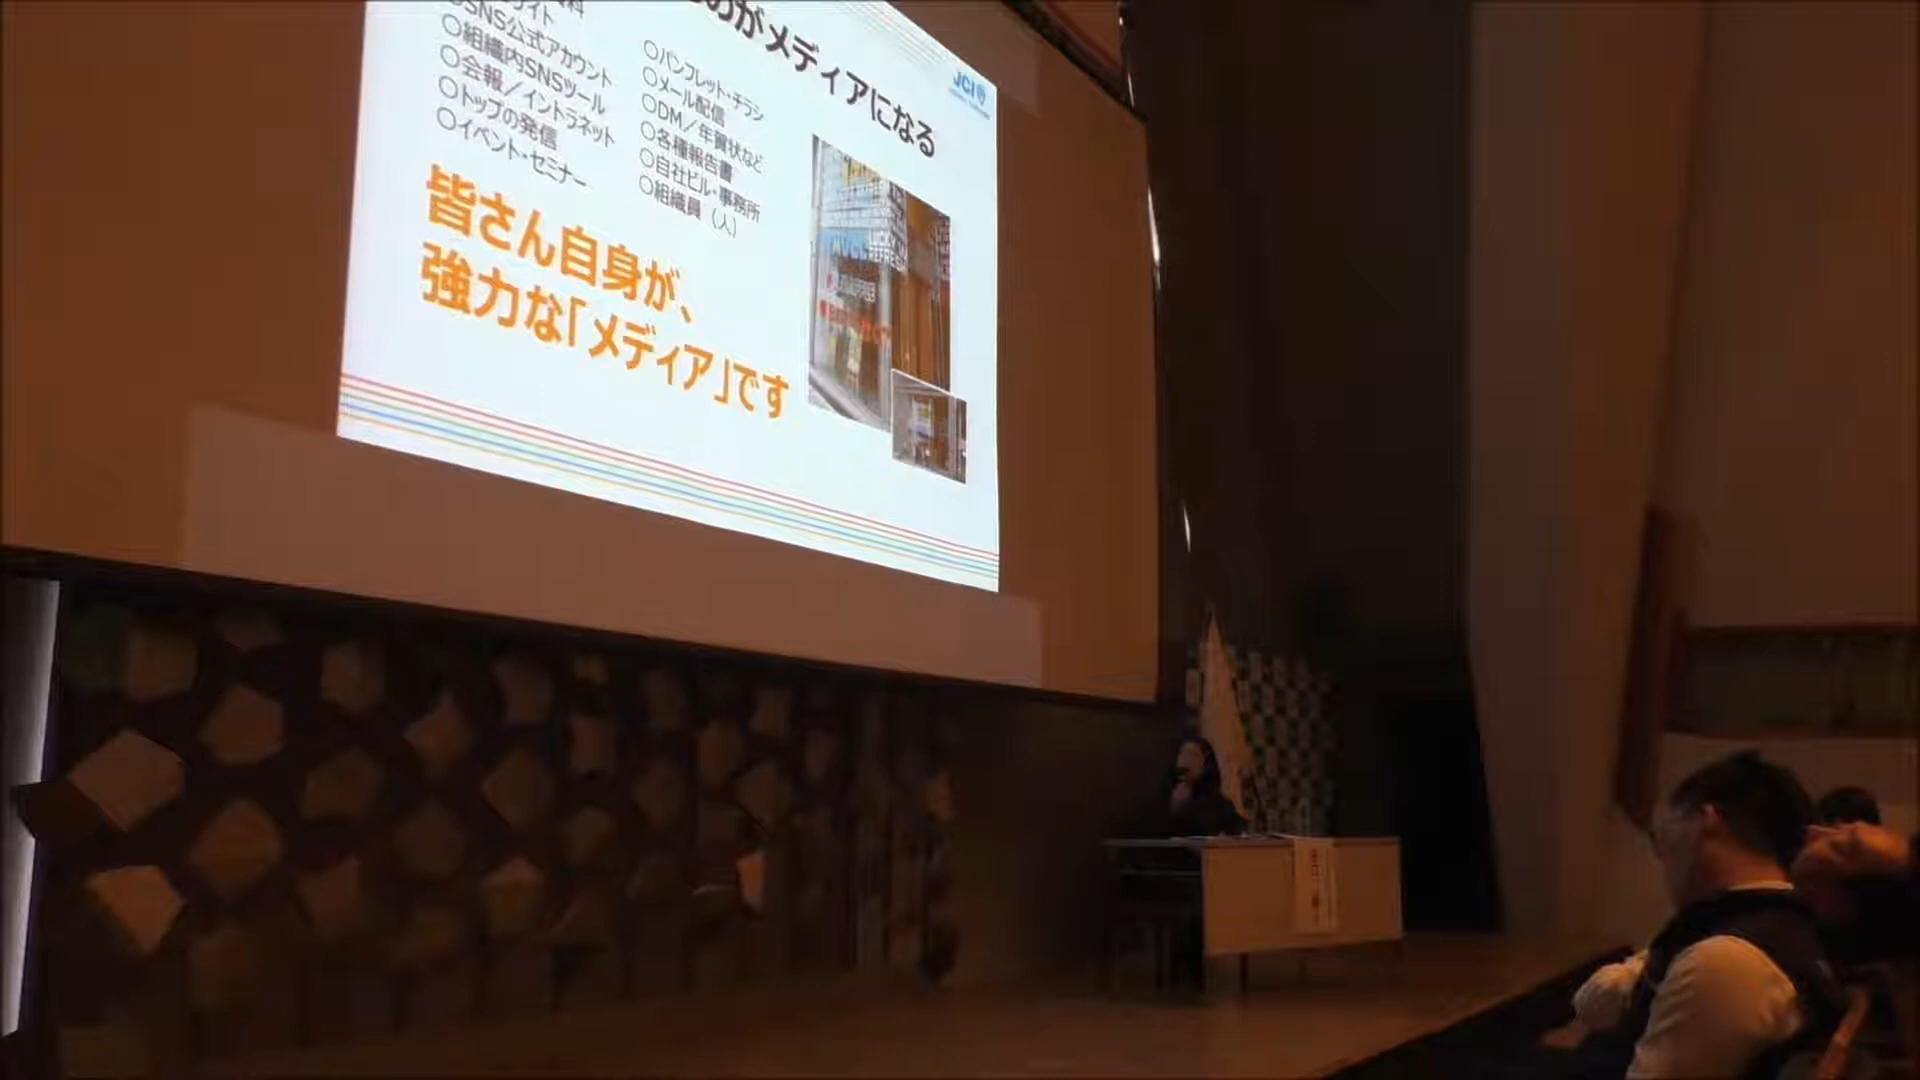 のがメディアになる
JCI
イト
SNS公式アカウント
○組織内SNSツール
○会報／イントラネット
○トップの発信
○イベント・セミナー
○パンフレット・チラシ
○メール配信
○DM／年賀状など
○各種報告書
○自社ビル・事務所
○組織員（人）
皆さん自身が、
強力な「メディア」です